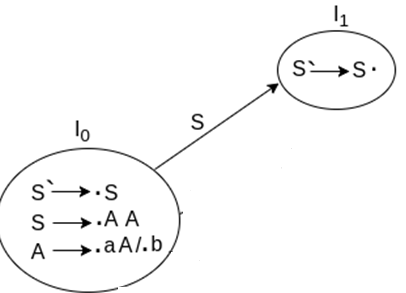 I₁
S` → S ·
S
I₀
S` → ·S
S → ·A A
A → ·aA/.b